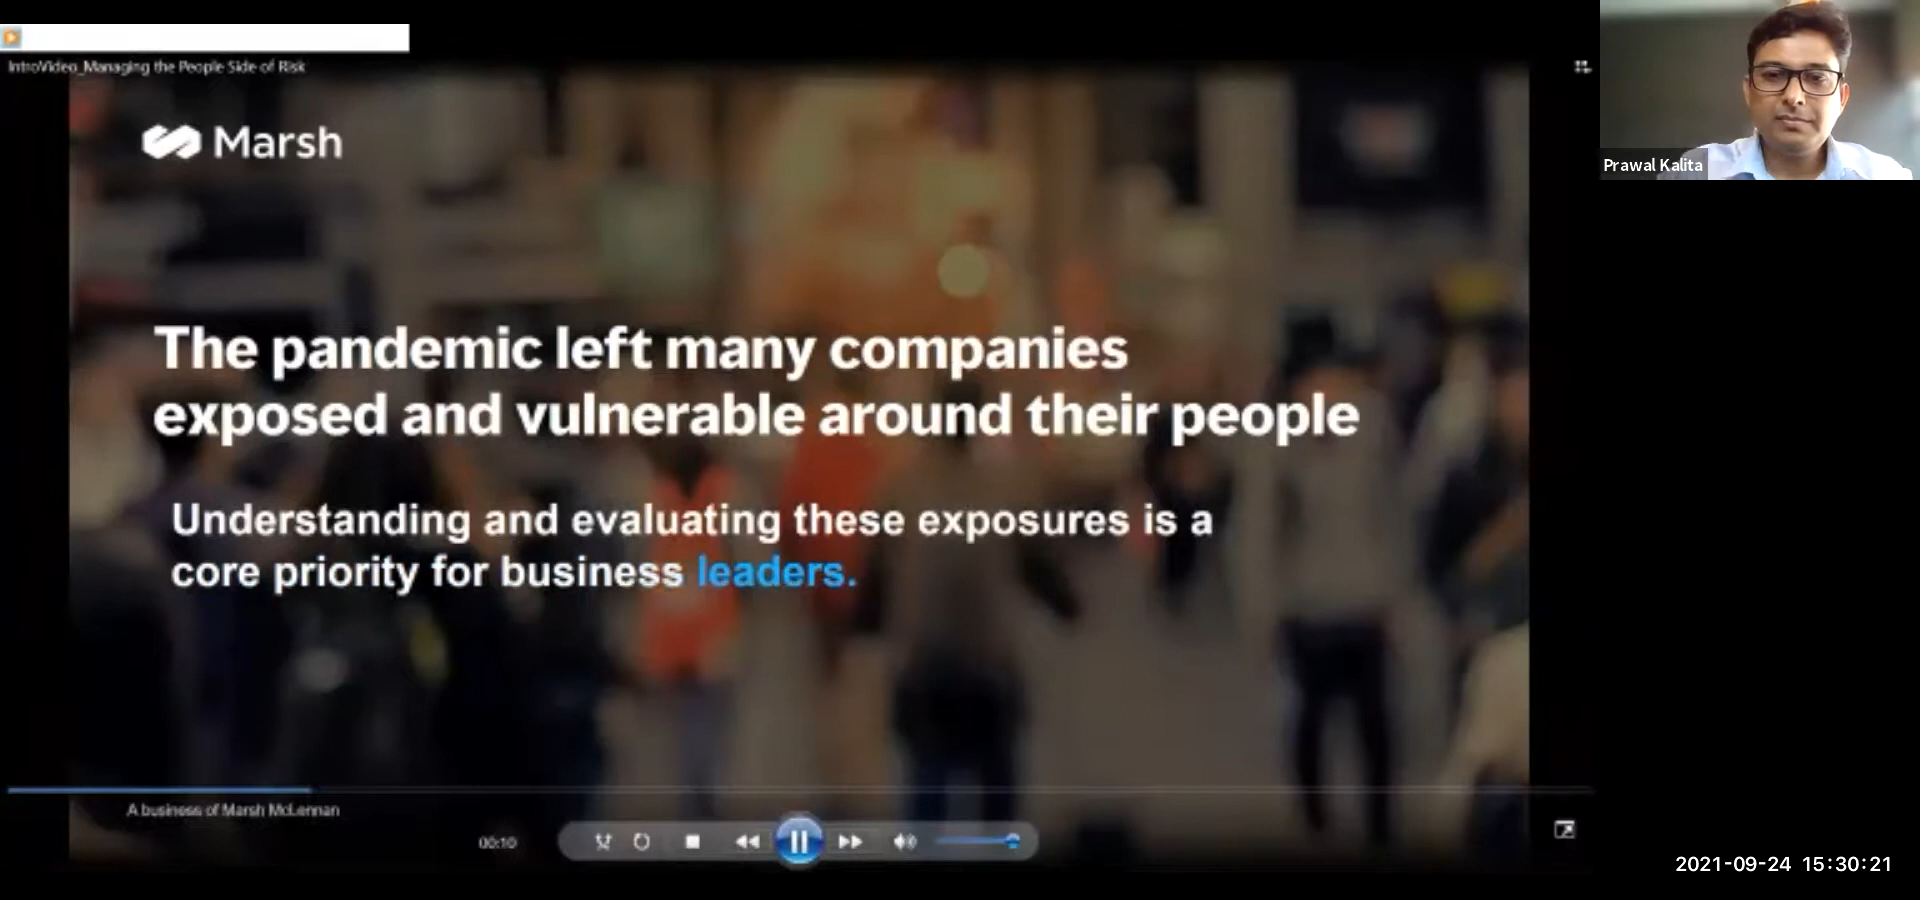 IntroVideo_Managing the People Side of Risk
Prawal Kalita
Marsh
The pandemic left many companies
exposed and vulnerable around their people
Understanding and evaluating these exposures is a
core priority for business leaders.
A business of Marsh McLennan
00:10
2021-09-24 15:30:21